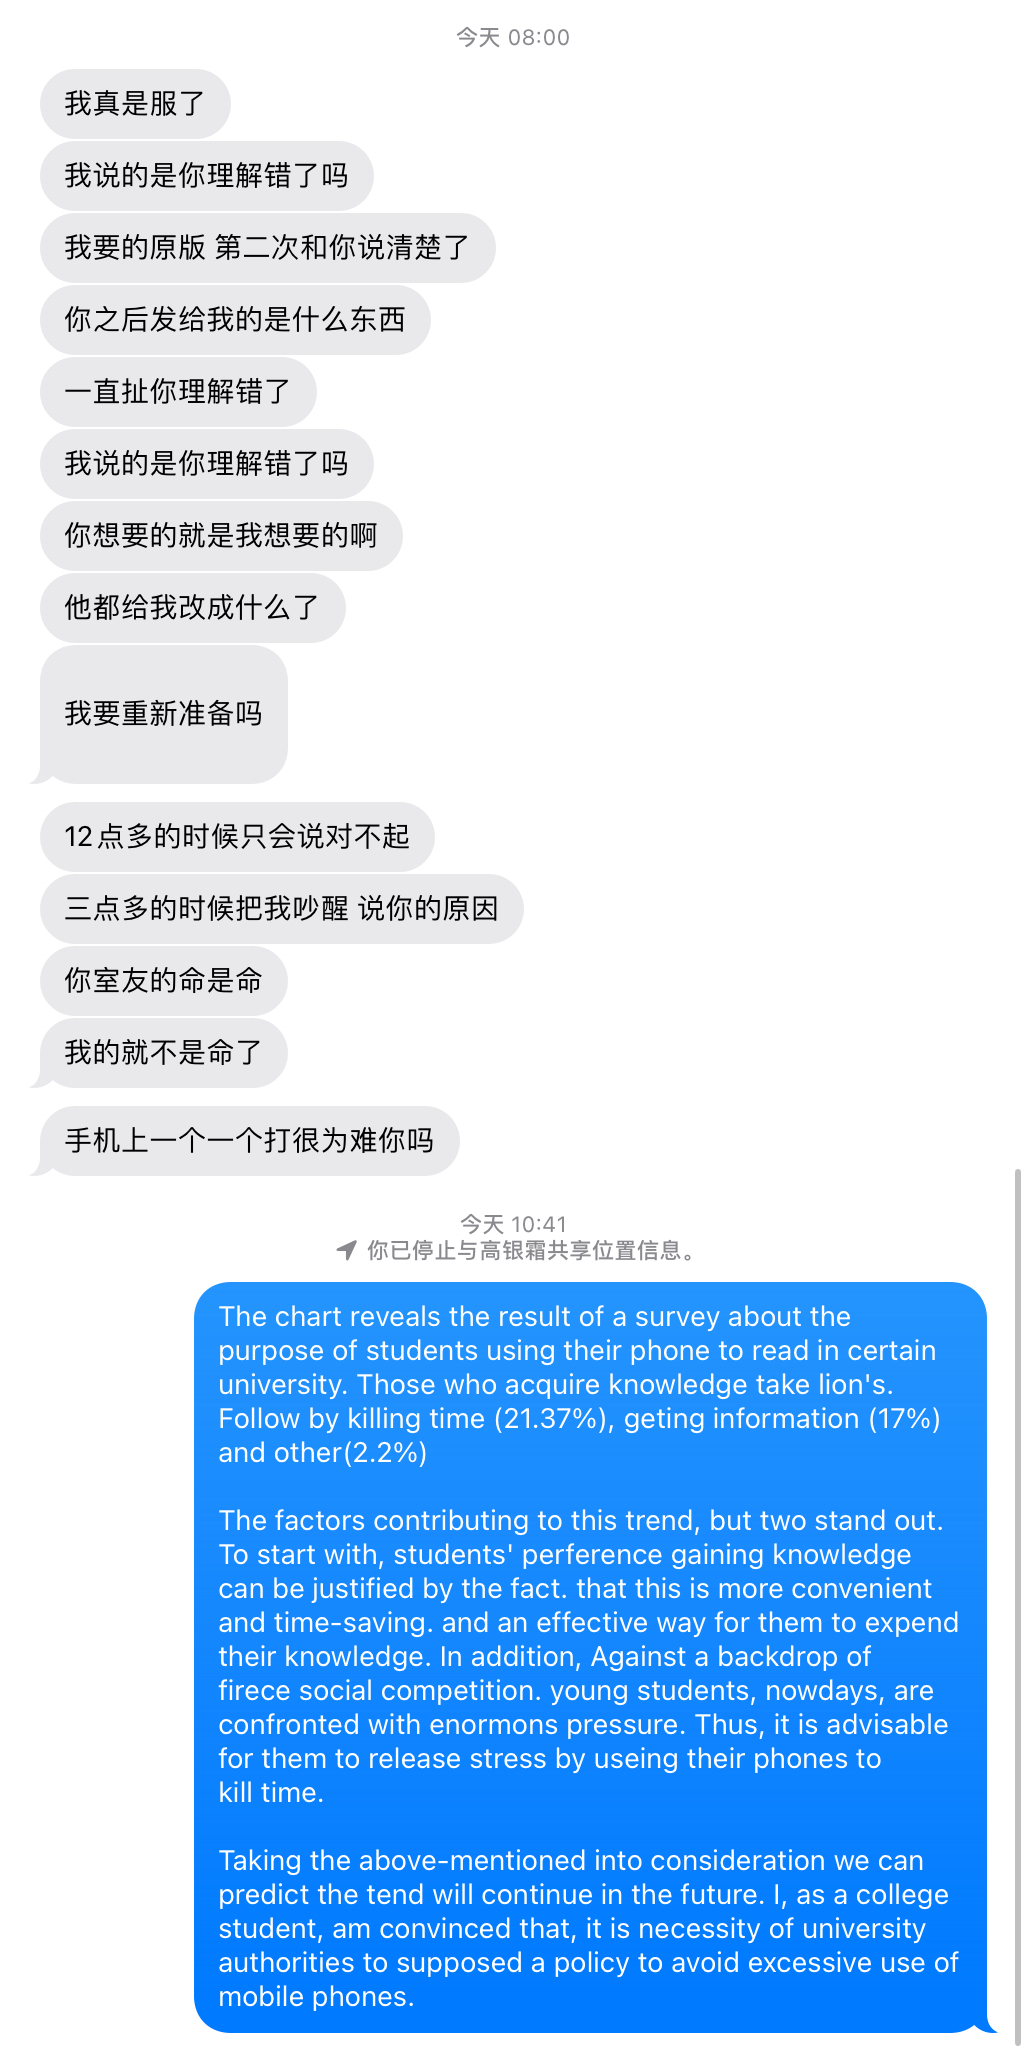 今天 08:00
我真是服了
我说的是你理解错了吗
我要的原版 第二次和你说清楚了
你之后发给我的是什么东西
一直扯你理解错了
我说的是你理解错了吗
你想要的就是我想要的啊
他都给我改成什么了
我要重新准备吗
12点多的时候只会说对不起
三点多的时候把我吵醒 说你的原因
你室友的命是命
我的就不是命了
手机上一个一个打很为难你吗
今天 10:41
你已停止与高银霜共享位置信息。
The chart reveals the result of a survey about the
purpose of students using their phone to read in certain
university. Those who acquire knowledge take lion's.
Follow by killing time (21.37%), geting information (17%)
and other(2.2%)
The factors contributing to this trend, but two stand out.
To start with, students' perference gaining knowledge
can be justified by the fact. that this is more convenient
and time-saving. and an effective way for them to expend
their knowledge. In addition, Against a backdrop of
firece social competition. young students, nowdays, are
confronted with enormons pressure. Thus, it is advisable
for them to release stress by useing their phones to
kill time.
Taking the above-mentioned into consideration we can
predict the tend will continue in the future. I, as a college
student, am convinced that, it is necessity of university
authorities to supposed a policy to avoid excessive use of
mobile phones.